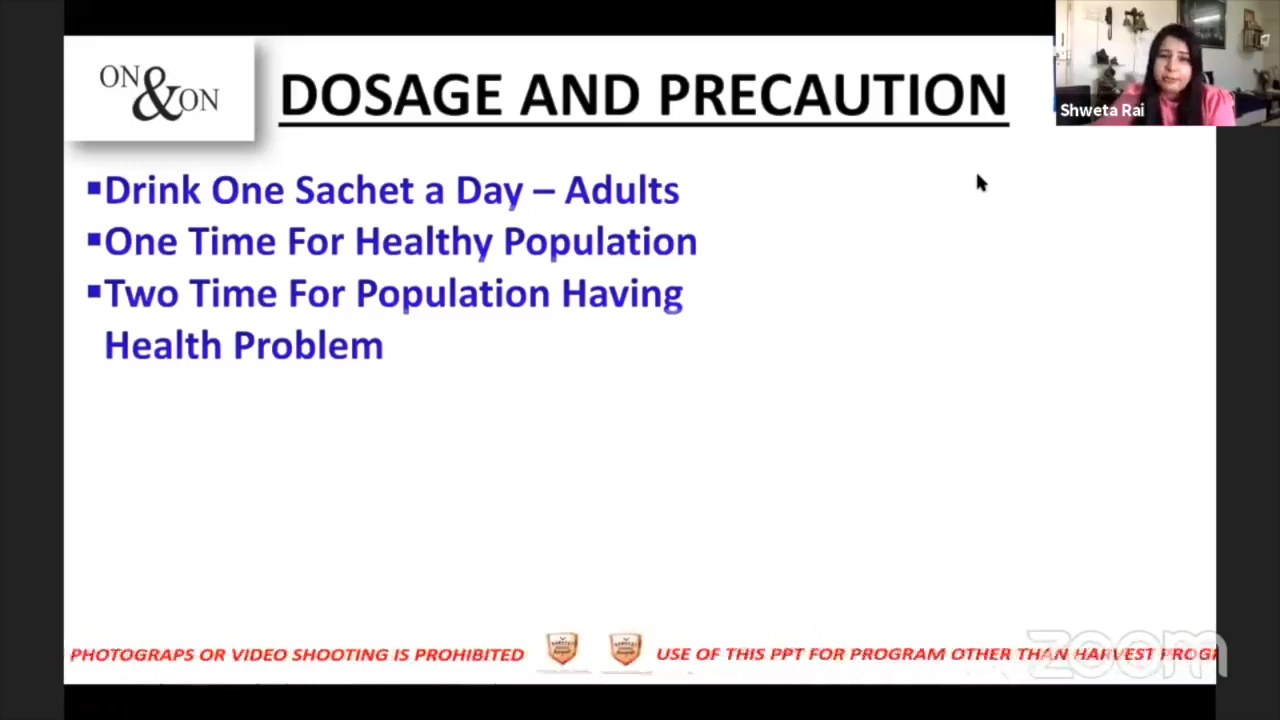 ON & ON
DOSAGE AND PRECAUTION
Shweta Rai
▪Drink One Sachet a Day – Adults
▪One Time For Healthy Population
▪Two Time For Population Having
Health Problem
PHOTOGRAPS OR VIDEO SHOOTING IS PROHIBITED
USE OF THIS PPT FOR PROGRAM OTHER THAN HARVEST PROGR
zoom